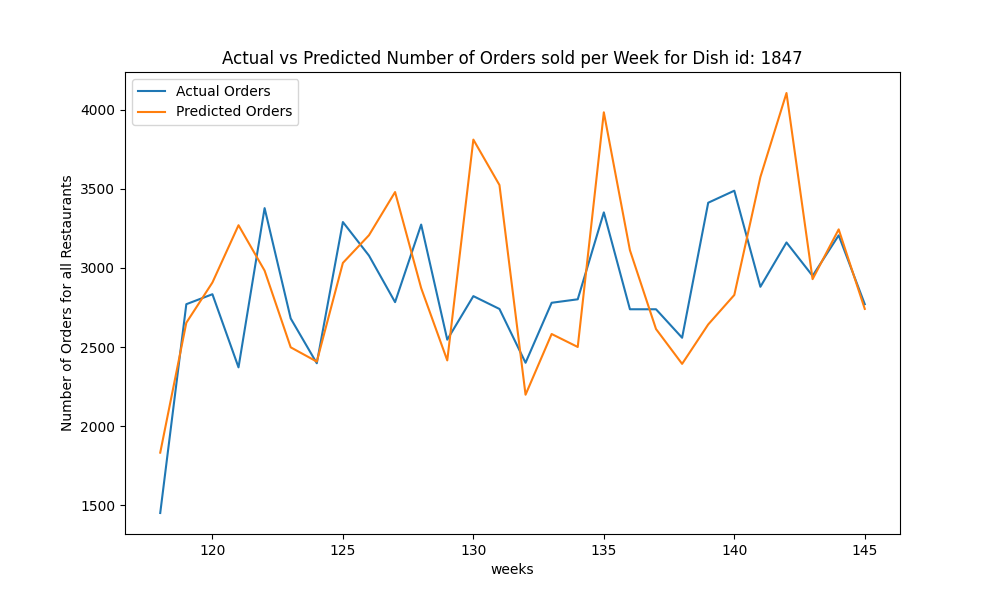 Actual vs Predicted Number of Orders sold per Week for Dish id: 1847
Actual Orders
Predicted Orders
Number of Orders for all Restaurants
4000
3500
3000
2500
2000
1500
120 125 130 135 140 145
weeks